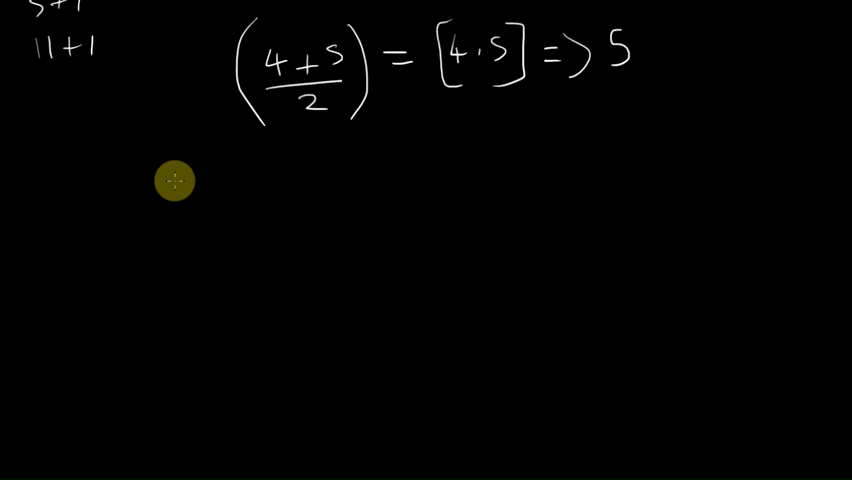 11+1
(4+5/2) = [4.5] => 5